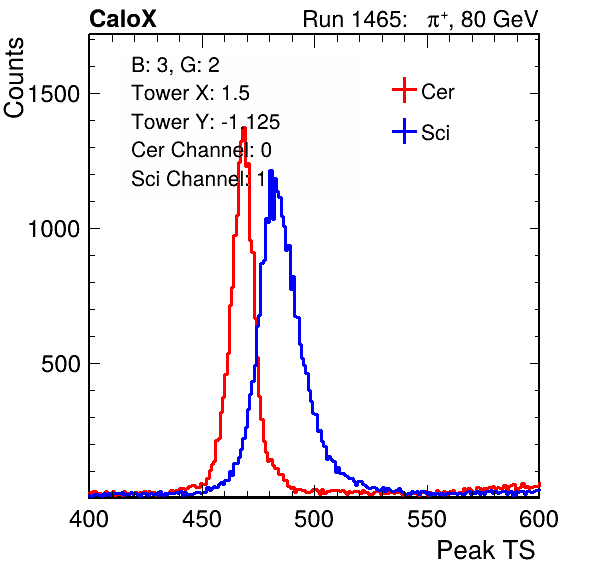 CaloX Run 1465: π⁺, 80 GeV
Counts
B: 3, G: 2
Tower X: 1.5
Tower Y: -1.125
Cer Channel: 0
Sci Channel: 1
Cer
Sci
1500
1000
500
400 450 500 550 600
Peak TS